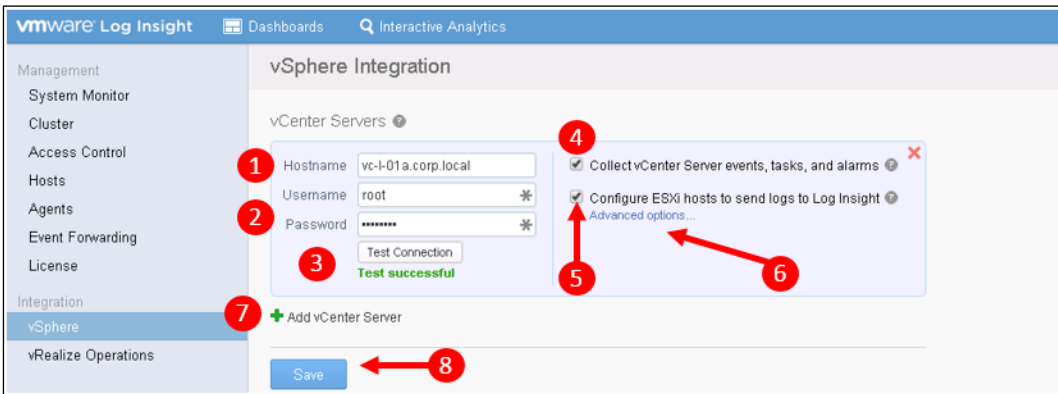 vmware Log Insight Dashboards Interactive Analytics
Management
System Monitor
Cluster
Access Control
Hosts
Agents
Event Forwarding
License
Integration
vSphere
vRealize Operations
vSphere Integration
vCenter Servers ?
1 Hostname vc-l-01a.corp.local
Username root
2 Password ••••••••
3 Test Connection
Test successful
4
Collect vCenter Server events, tasks, and alarms ?
Configure ESXi hosts to send logs to Log Insight ?
Advanced options...
5
6
7 Add vCenter Server
Save 8